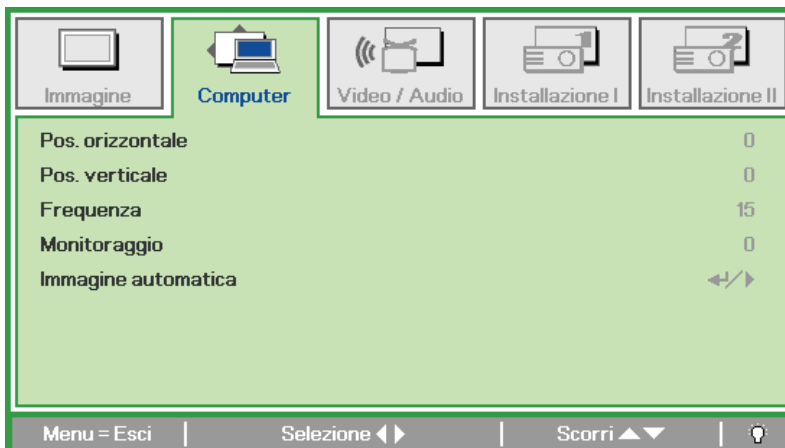 Immagine
Computer
Video / Audio
Installazione I
Installazione II
Pos. orizzontale 0
Pos. verticale 0
Frequenza 15
Monitoraggio 0
Immagine automatica
Menu = Esci
Selezione
Scorri